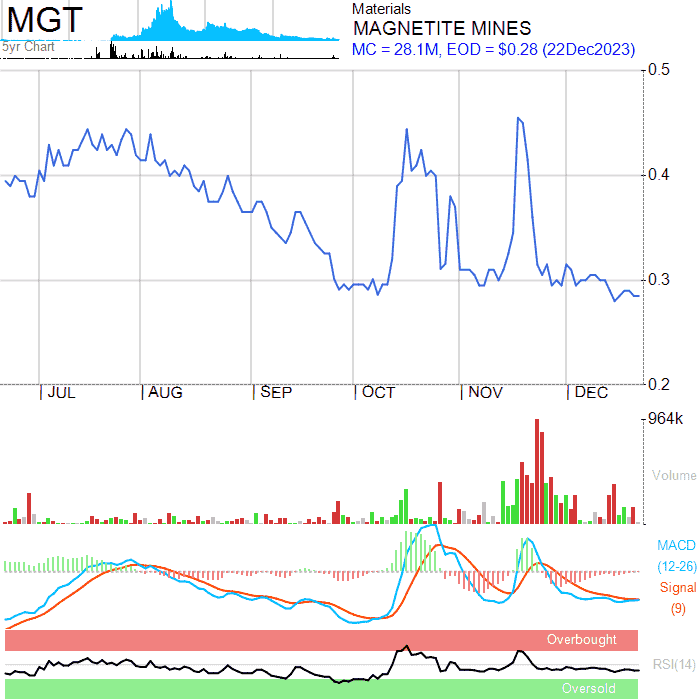 MGT
5yr Chart
Materials
MAGNETITE MINES
MC = 28.1M, EOD = $0.28 (22Dec2023)
0.5
0.4
0.3
0.2
JUL AUG SEP OCT NOV DEC
964k
Volume
MACD
(12-26)
Signal
(9)
Overbought
RSI(14)
Oversold